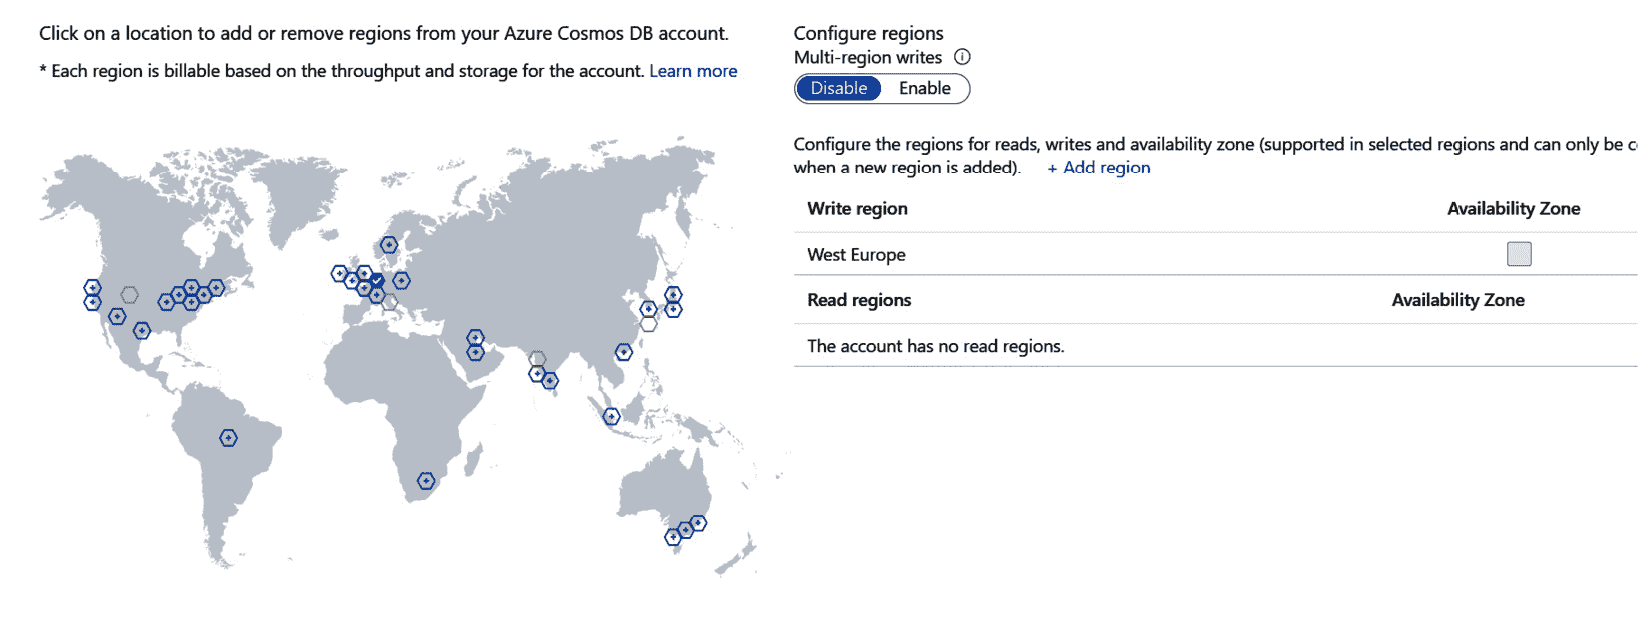 Click on a location to add or remove regions from your Azure Cosmos DB account.
* Each region is billable based on the throughput and storage for the account. Learn more
Configure regions
Multi-region writes
Disable Enable
Configure the regions for reads, writes and availability zone (supported in selected regions and can only be c
when a new region is added). + Add region
Write region Availability Zone
West Europe
Read regions Availability Zone
The account has no read regions.